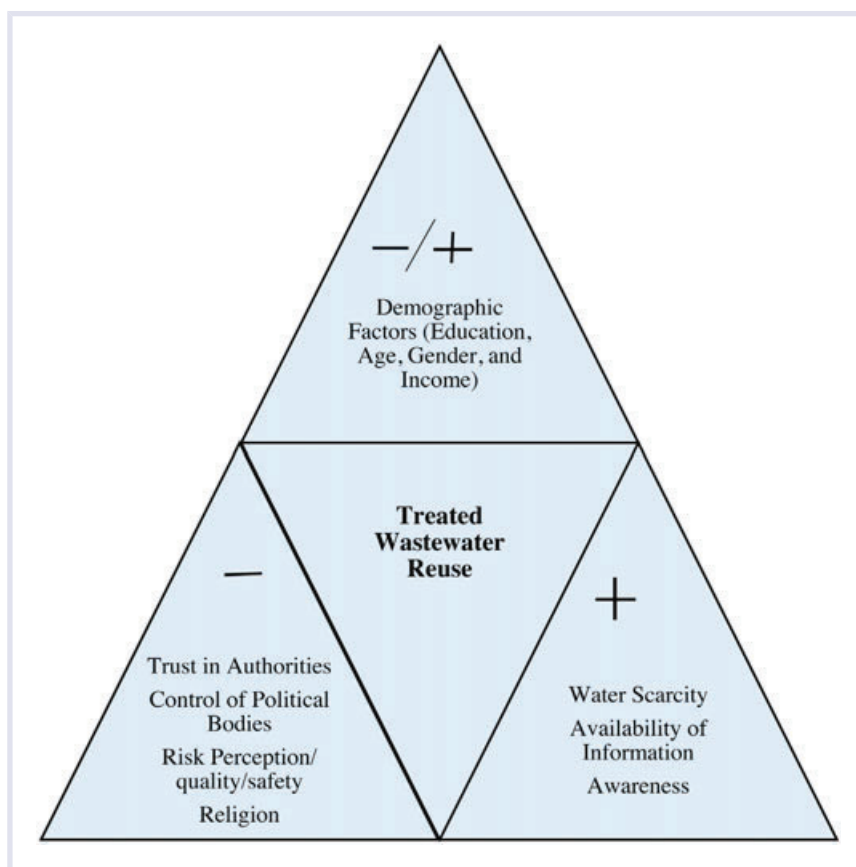 −/+
Demographic
Factors (Education,
Age, Gender, and
Income)
Treated
Wastewater
Reuse
−
Trust in Authorities
Control of Political
Bodies
Risk Perception/
quality/safety
Religion
+
Water Scarcity
Availability of
Information
Awareness